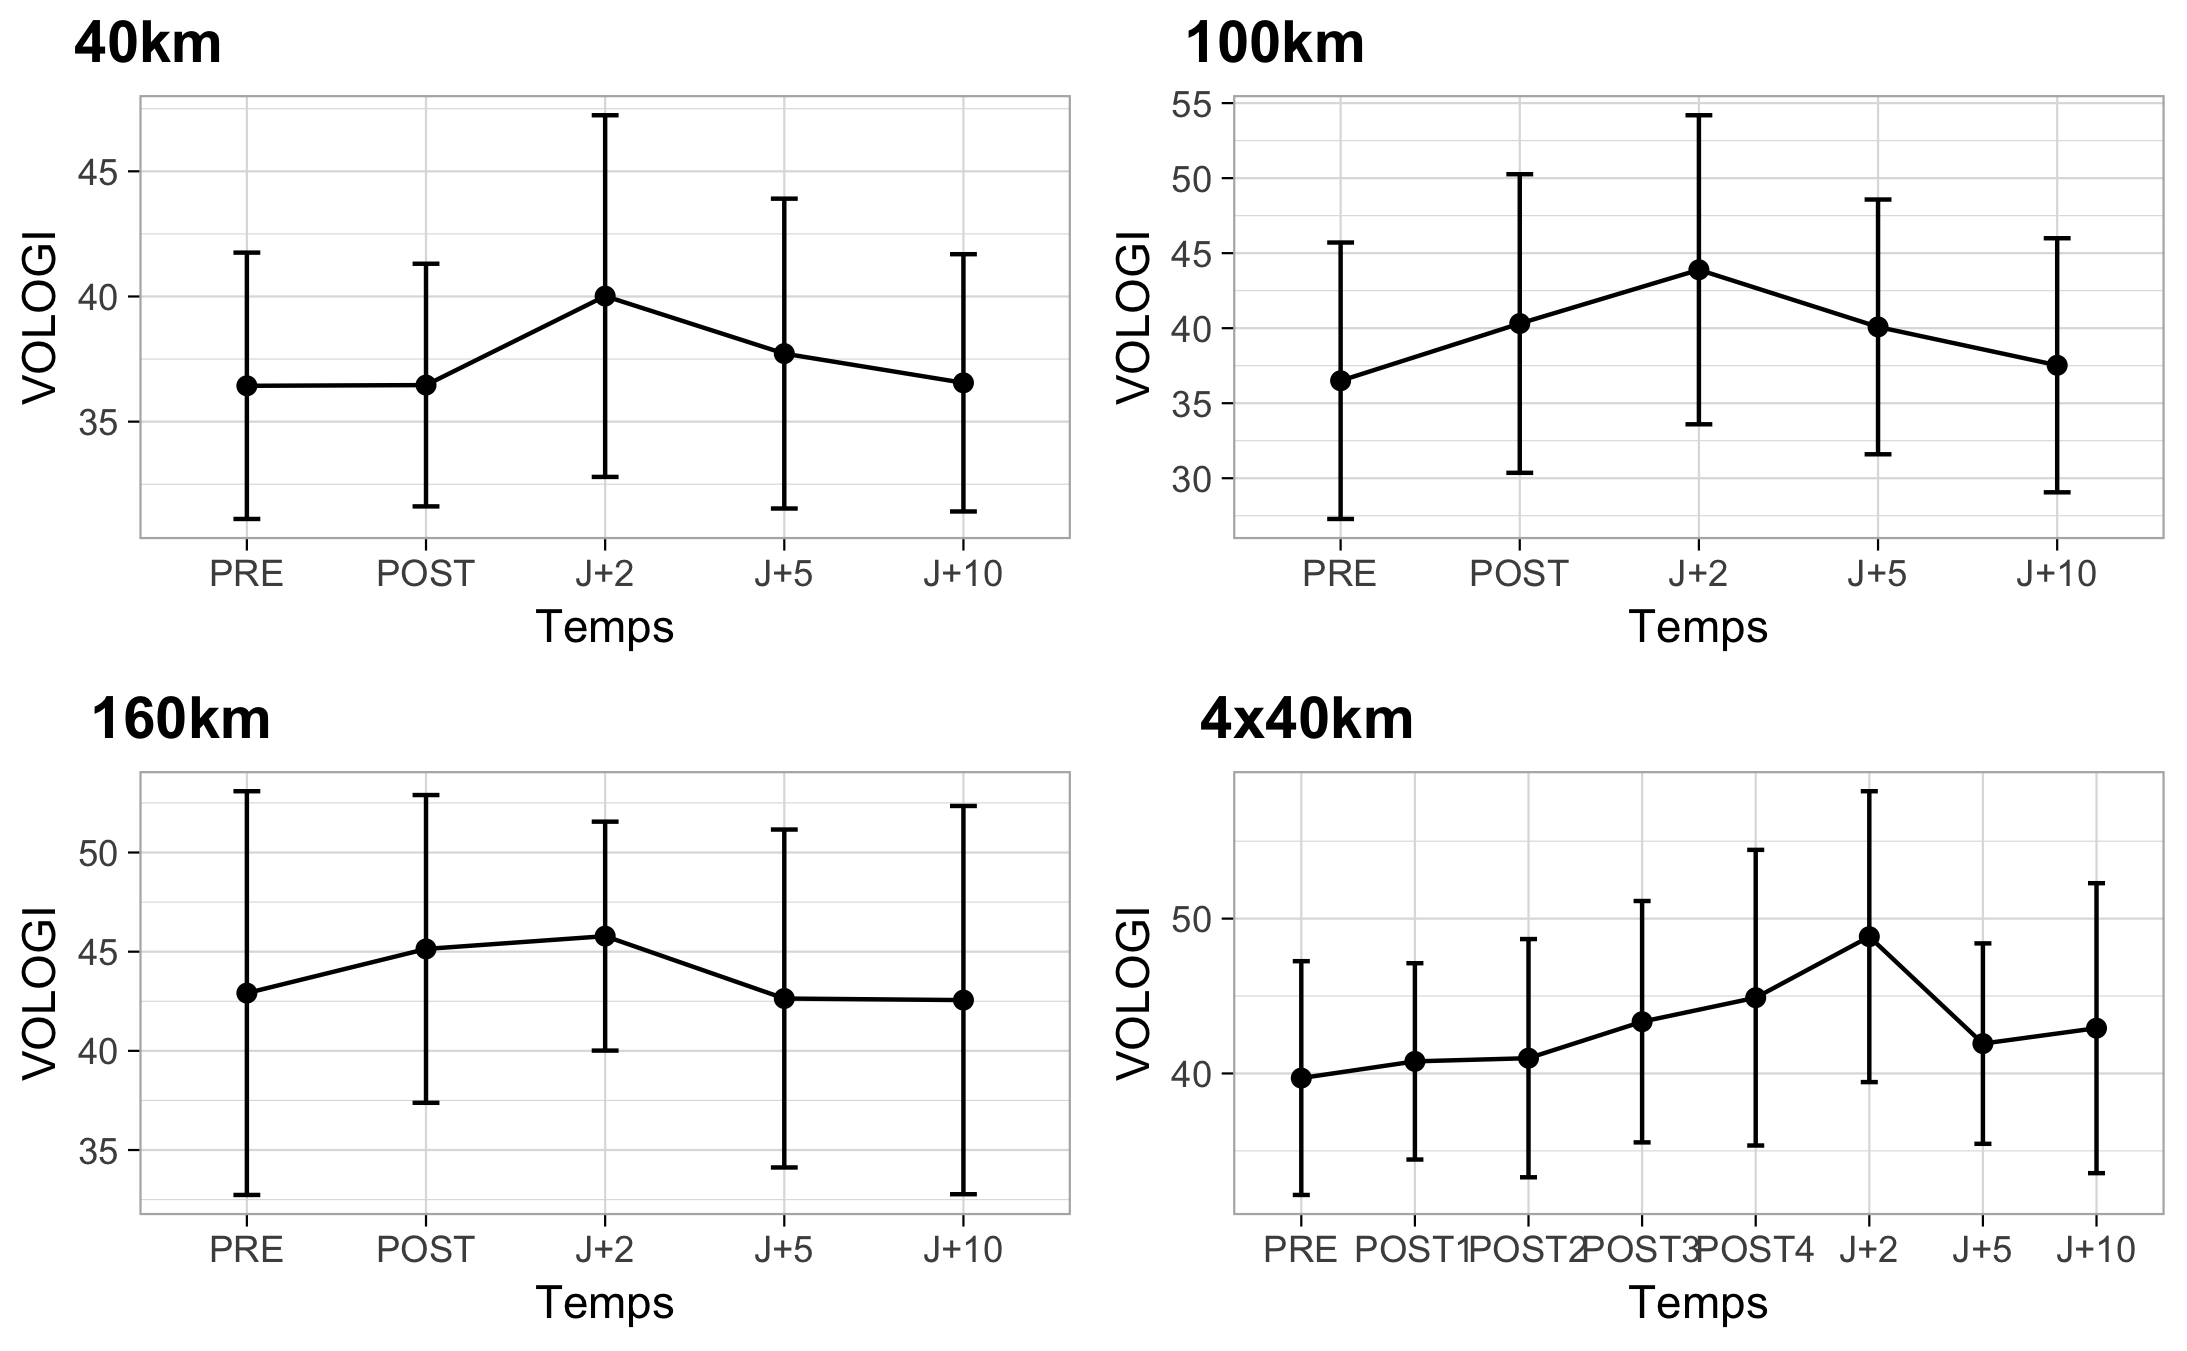 40km
VOLOGI
45
40
35
PRE POST J+2 J+5 J+10
Temps
100km
VOLOGI
55
50
45
40
35
30
PRE POST J+2 J+5 J+10
Temps
160km
VOLOGI
50
45
40
35
PRE POST J+2 J+5 J+10
Temps
4x40km
VOLOGI
50
40
PRE POST1 POST2 POST3 POST4 J+2 J+5 J+10
Temps